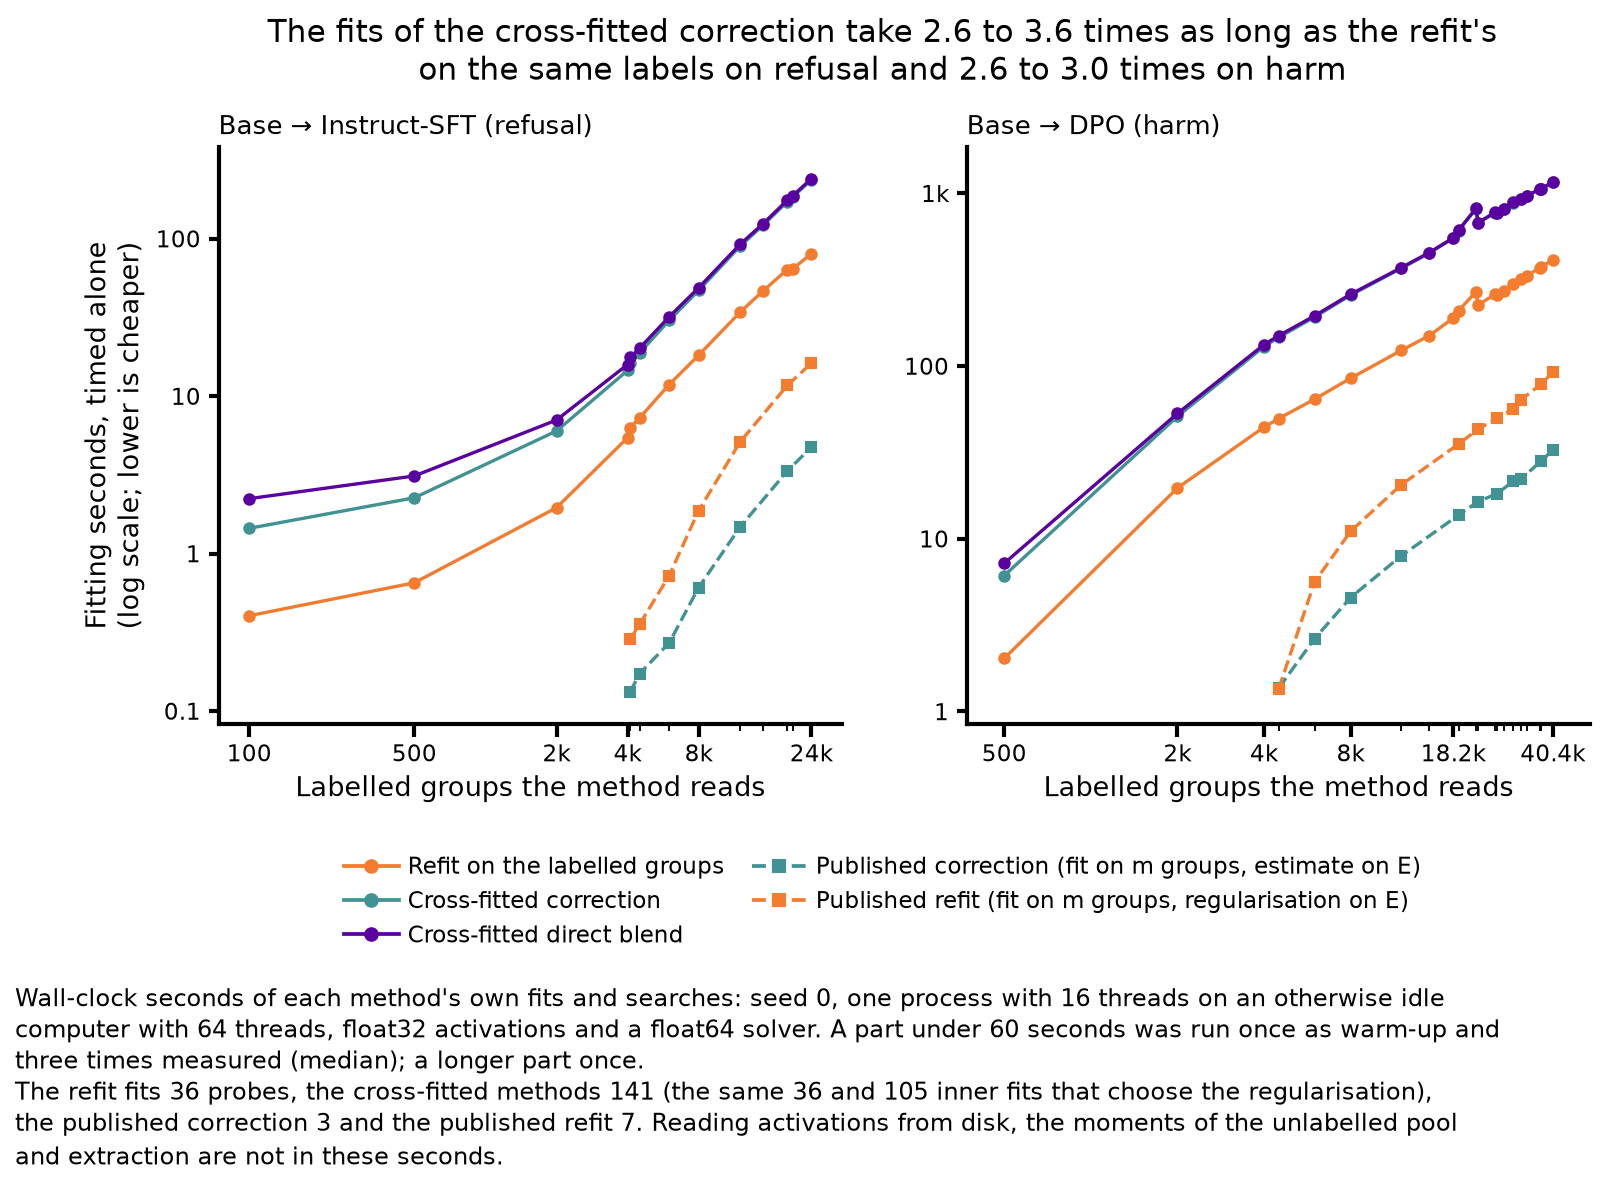 The fits of the cross-fitted correction take 2.6 to 3.6 times as long as the refit's
on the same labels on refusal and 2.6 to 3.0 times on harm
Base → Instruct-SFT (refusal)
Base → DPO (harm)
Fitting seconds, timed alone
(log scale; lower is cheaper)
100
10
1
0.1
100
500
2k
4k
8k
24k
Labelled groups the method reads
1k
100
10
1
500
2k
4k
8k
18.2k
40.4k
Labelled groups the method reads
Refit on the labelled groups
Cross-fitted correction
Cross-fitted direct blend
Published correction (fit on m groups, estimate on E)
Published refit (fit on m groups, regularisation on E)
Wall-clock seconds of each method's own fits and searches: seed 0, one process with 16 threads on an otherwise idle
computer with 64 threads, float32 activations and a float64 solver. A part under 60 seconds was run once as warm-up and
three times measured (median); a longer part once.
The refit fits 36 probes, the cross-fitted methods 141 (the same 36 and 105 inner fits that choose the regularisation),
the published correction 3 and the published refit 7. Reading activations from disk, the moments of the unlabelled pool
and extraction are not in these seconds.